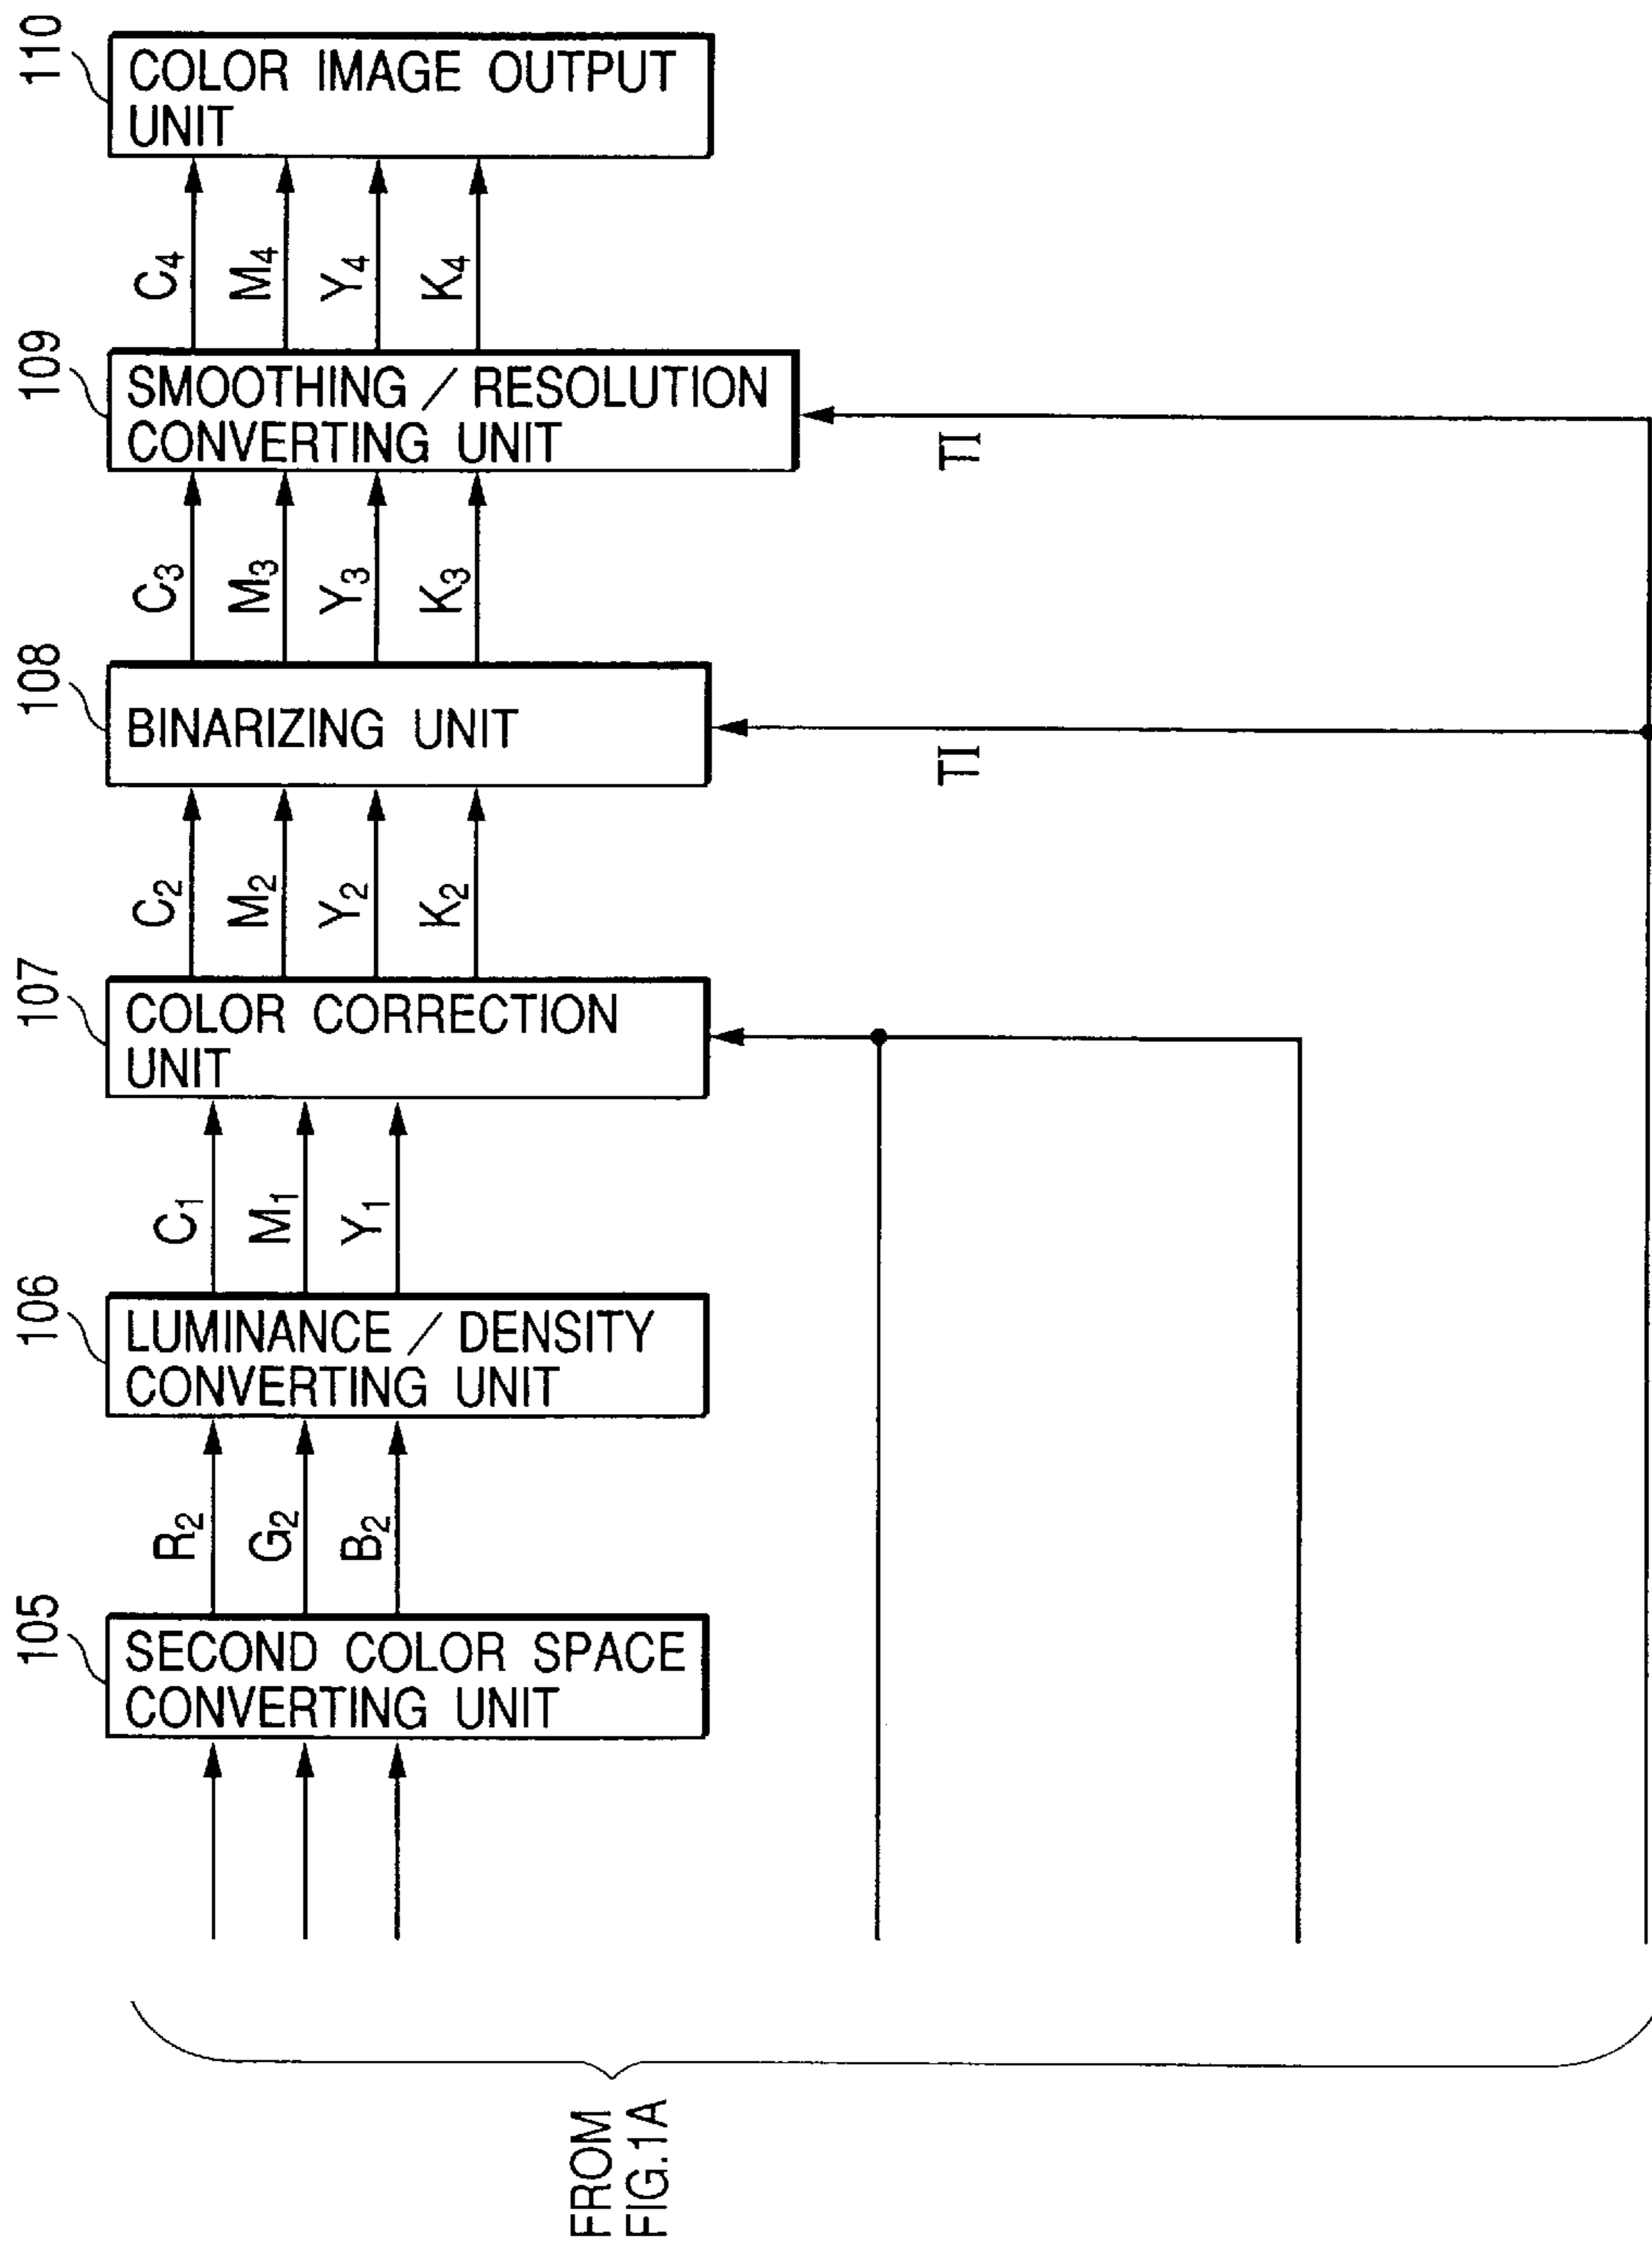 110
COLOR IMAGE OUTPUT
UNIT
C4
M4
Y4
K4
109
SMOOTHING / RESOLUTION
CONVERTING UNIT
TI
C3
M3
Y3
K3
108
BINARIZING UNIT
TI
C2
M2
Y2
K2
107
COLOR CORRECTION
UNIT
C1
M1
Y1
106
LUMINANCE / DENSITY
CONVERTING UNIT
R2
G2
B2
105
SECOND COLOR SPACE
CONVERTING UNIT
FROM
FIG.1A